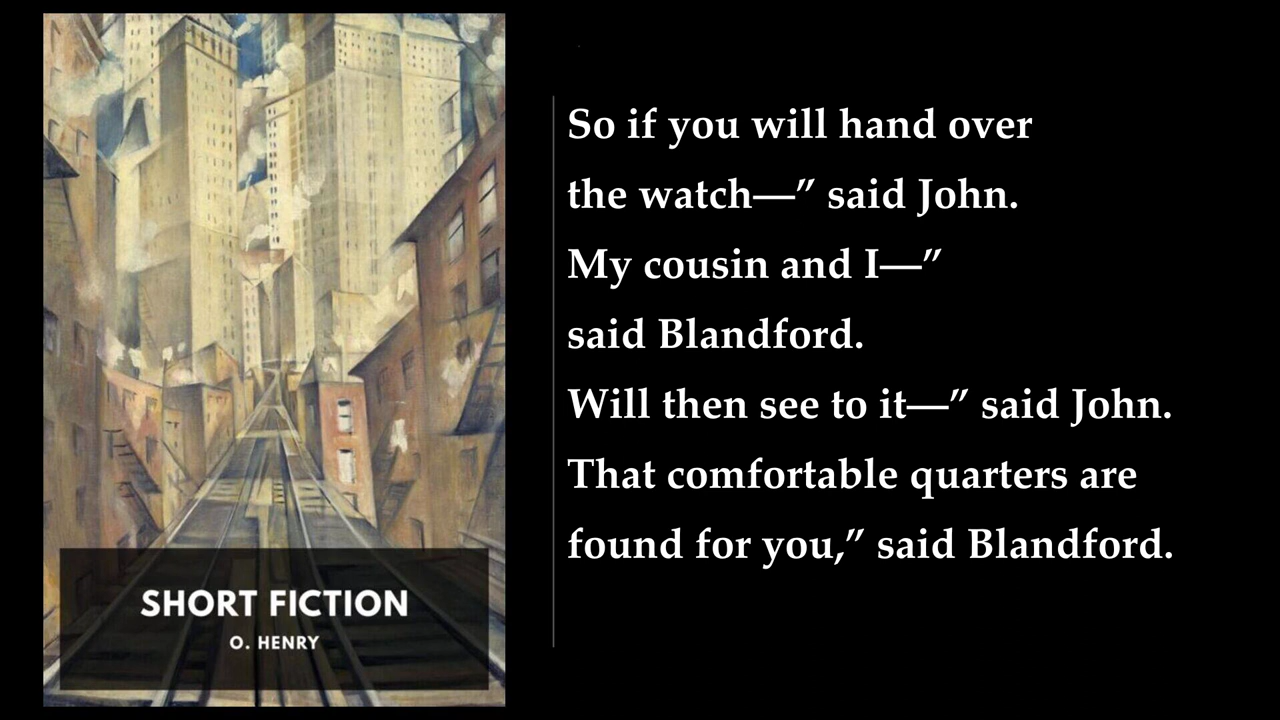 SHORT FICTION
O. HENRY
So if you will hand over
the watch—” said John.
My cousin and I—”
said Blandford.
Will then see to it—” said John.
That comfortable quarters are
found for you,” said Blandford.